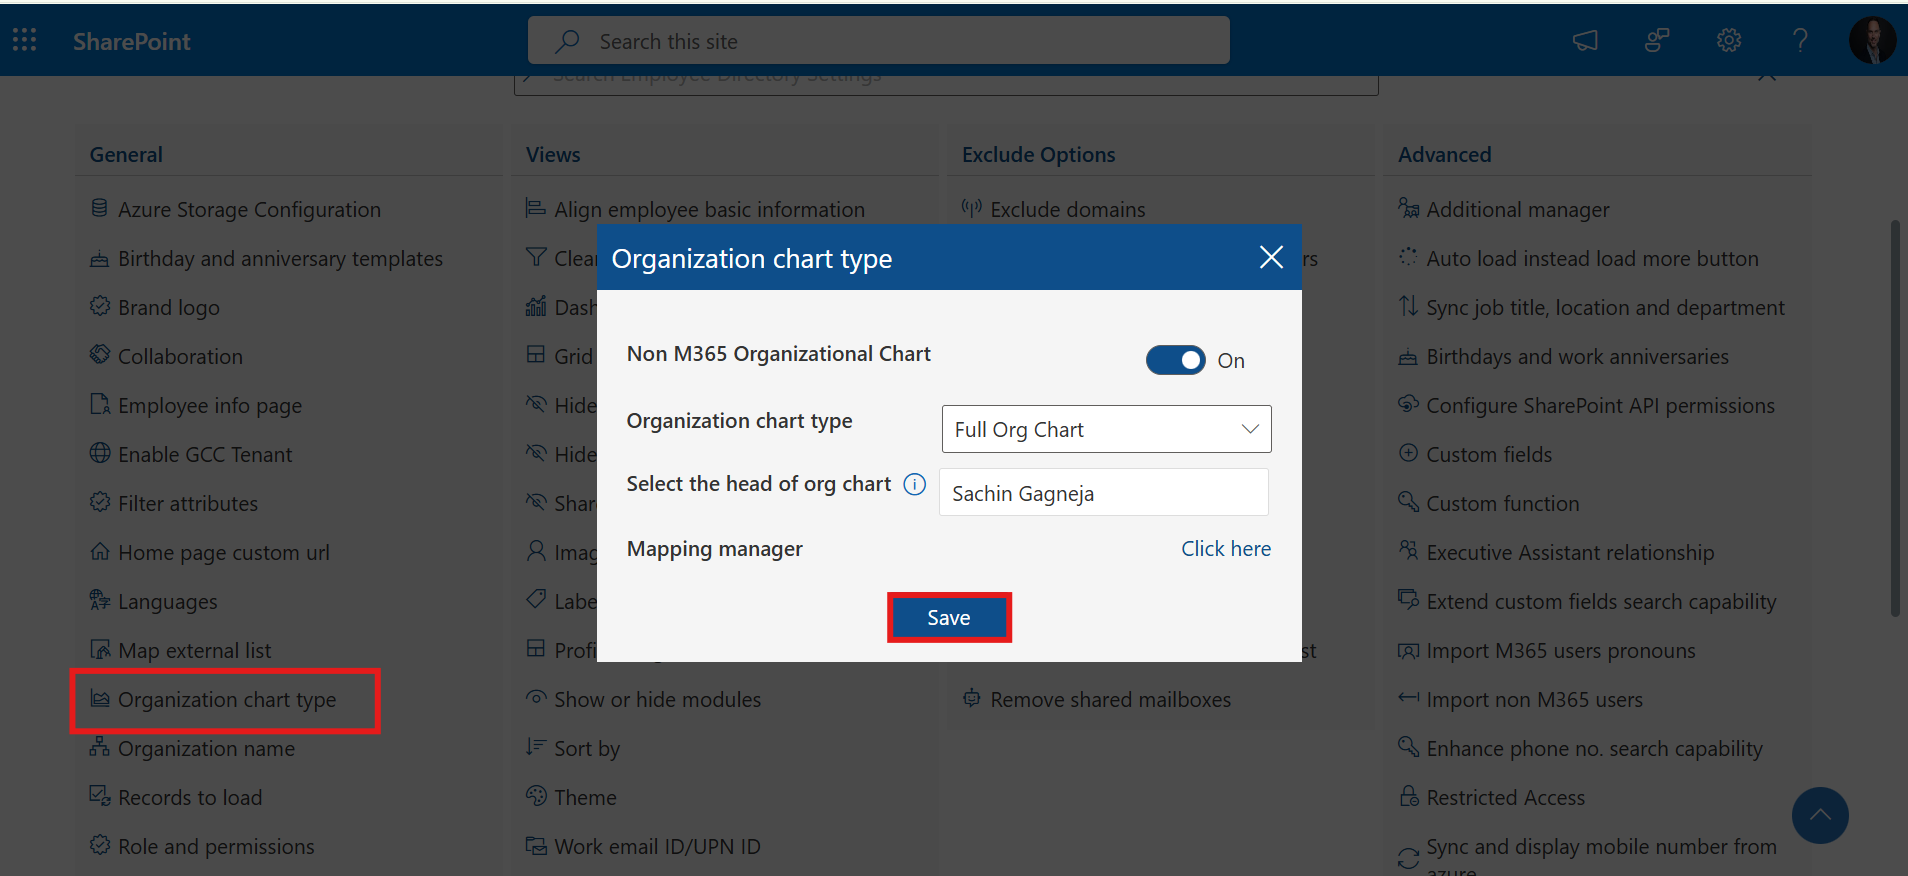 SharePoint
Search this site
Search Employee Directory Settings
General
Azure Storage Configuration
Birthday and anniversary templates
Brand logo
Collaboration
Employee info page
Enable GCC Tenant
Filter attributes
Home page custom url
Languages
Map external list
Organization chart type
Organization name
Records to load
Role and permissions
Views
Align employee basic information
Clea
Dash
Grid
Hide
Hide
Shar
Imag
Labe
Profi
Show or hide modules
Sort by
Theme
Work email ID/UPN ID
Exclude Options
Exclude domains
rs
st
Remove shared mailboxes
Advanced
Additional manager
Auto load instead load more button
Sync job title, location and department
Birthdays and work anniversaries
Configure SharePoint API permissions
Custom fields
Custom function
Executive Assistant relationship
Extend custom fields search capability
Import M365 users pronouns
Import non M365 users
Enhance phone no. search capability
Restricted Access
Sync and display mobile number from
azure
Organization chart type
Non M365 Organizational Chart
On
Organization chart type
Full Org Chart
Select the head of org chart
Sachin Gagneja
Mapping manager
Click here
Save